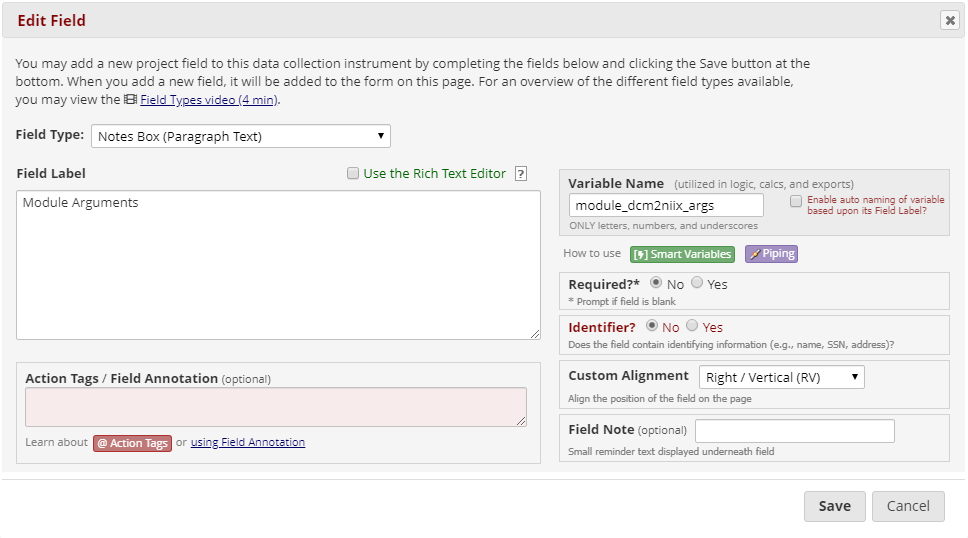 Edit Field
You may add a new project field to this data collection instrument by completing the fields below and clicking the Save button at the
bottom. When you add a new field, it will be added to the form on this page. For an overview of the different field types available,
you may view the Field Types video (4 min).
Field Type: Notes Box (Paragraph Text)
Field Label
Use the Rich Text Editor ?
Module Arguments
Action Tags / Field Annotation (optional)
Learn about @ Action Tags or using Field Annotation
Variable Name (utilized in logic, calcs, and exports)
module_dcm2niix_args
Enable auto naming of variable
based upon its Field Label?
ONLY letters, numbers, and underscores
How to use [] Smart Variables Piping
Required?* No Yes
* Prompt if field is blank
Identifier? No Yes
Does the field contain identifying information (e.g., name, SSN, address)?
Custom Alignment Right / Vertical (RV)
Align the position of the field on the page
Field Note (optional)
Small reminder text displayed underneath field
Save Cancel